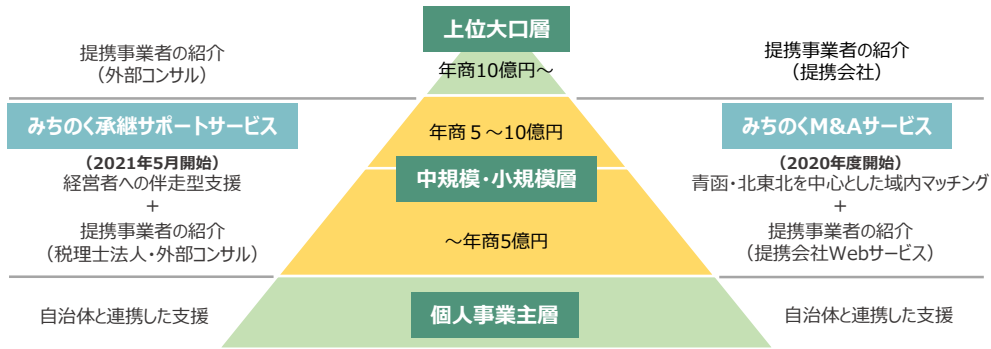 上位大口層
提携事業者の紹介
（外部コンサル）
年商10億円～
提携事業者の紹介
（提携会社）
みちのく承継サポートサービス
（2021年5月開始）
経営者への伴走型支援
+
提携事業者の紹介
（税理士法人・外部コンサル）
年商５～10億円
中規模・小規模層
～年商5億円
みちのくM&Aサービス
（2020年度開始）
青函・北東北を中心とした域内マッチング
+
提携事業者の紹介
（提携会社Webサービス）
自治体と連携した支援
個人事業主層
自治体と連携した支援